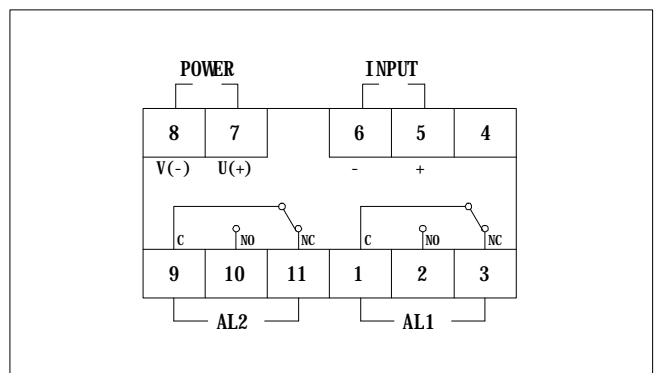 POWER INPUT
8 7 6 5 4
V(-) U(+) - +
C NO NC C NO NC
9 10 11 1 2 3
AL2 AL1